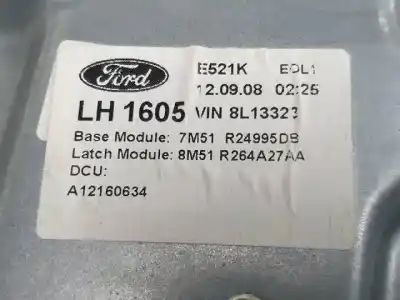 Ford E521K EOL1
12.09.08 02:25
LH 1605 VIN 8L13323
Base Module: 7M51 R24995DB
Latch Module: 8M51 R264A27AA
DCU:
A12160634